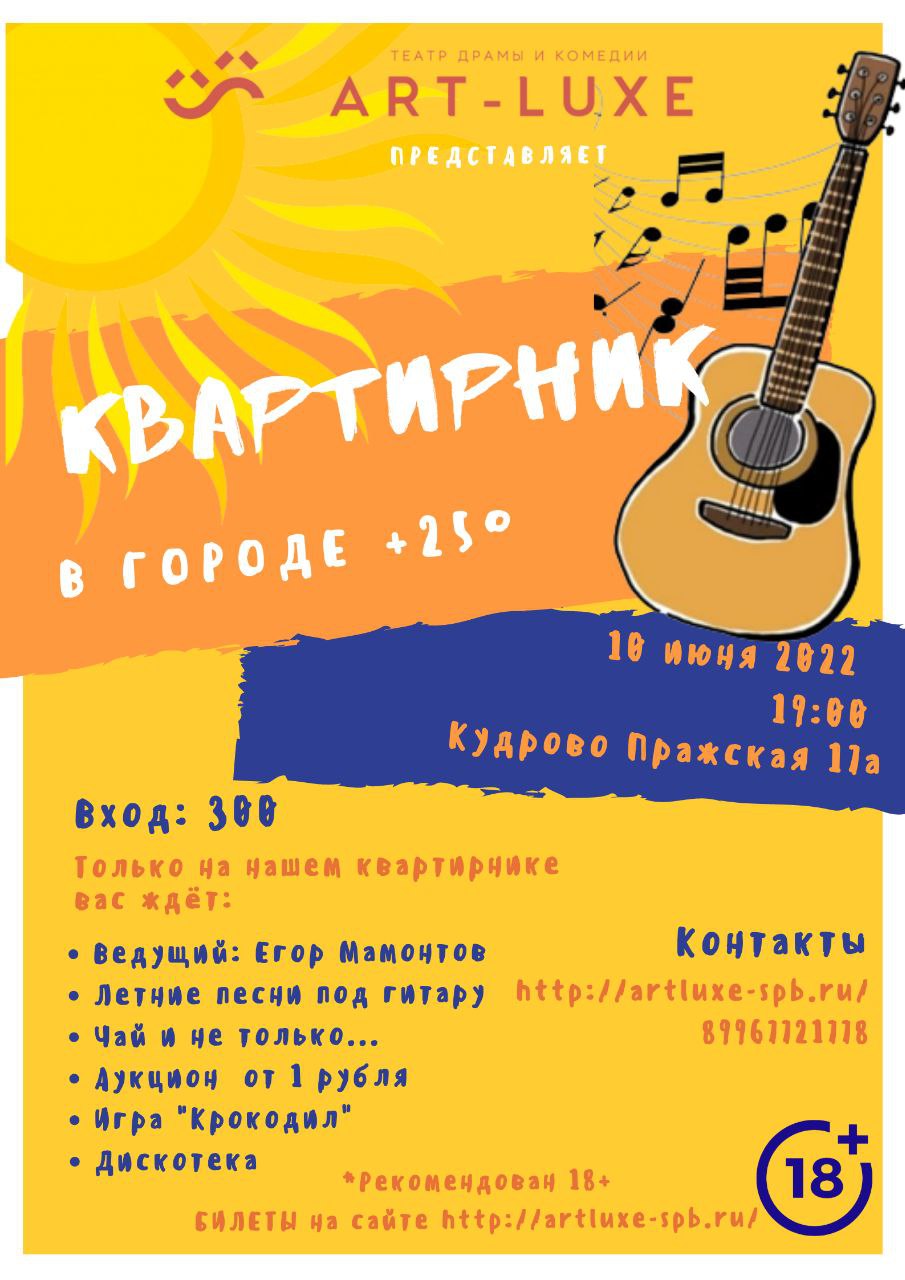 ТЕАТР ДРАМЫ И КОМЕДИИ
ART-LUXE
ПРЕДСТАВЛЯЕТ
КВАРТИРНИК
В ГОРОДЕ +25°
10 июня 2022
19:00
Кудрово Пражская 17а
Вход: 300
Только на нашем квартирнике
вас ждёт:
• Ведущий: Егор Мамонтов
• Летние песни под гитару
• Чай и не только...
• Аукцион от 1 рубля
• Игра "Крокодил"
• Дискотека
Контакты
http://artluxe-spb.ru/
89967721778
*Рекомендован 18+
БИЛЕТЫ на сайте http://artluxe-spb.ru/
18+